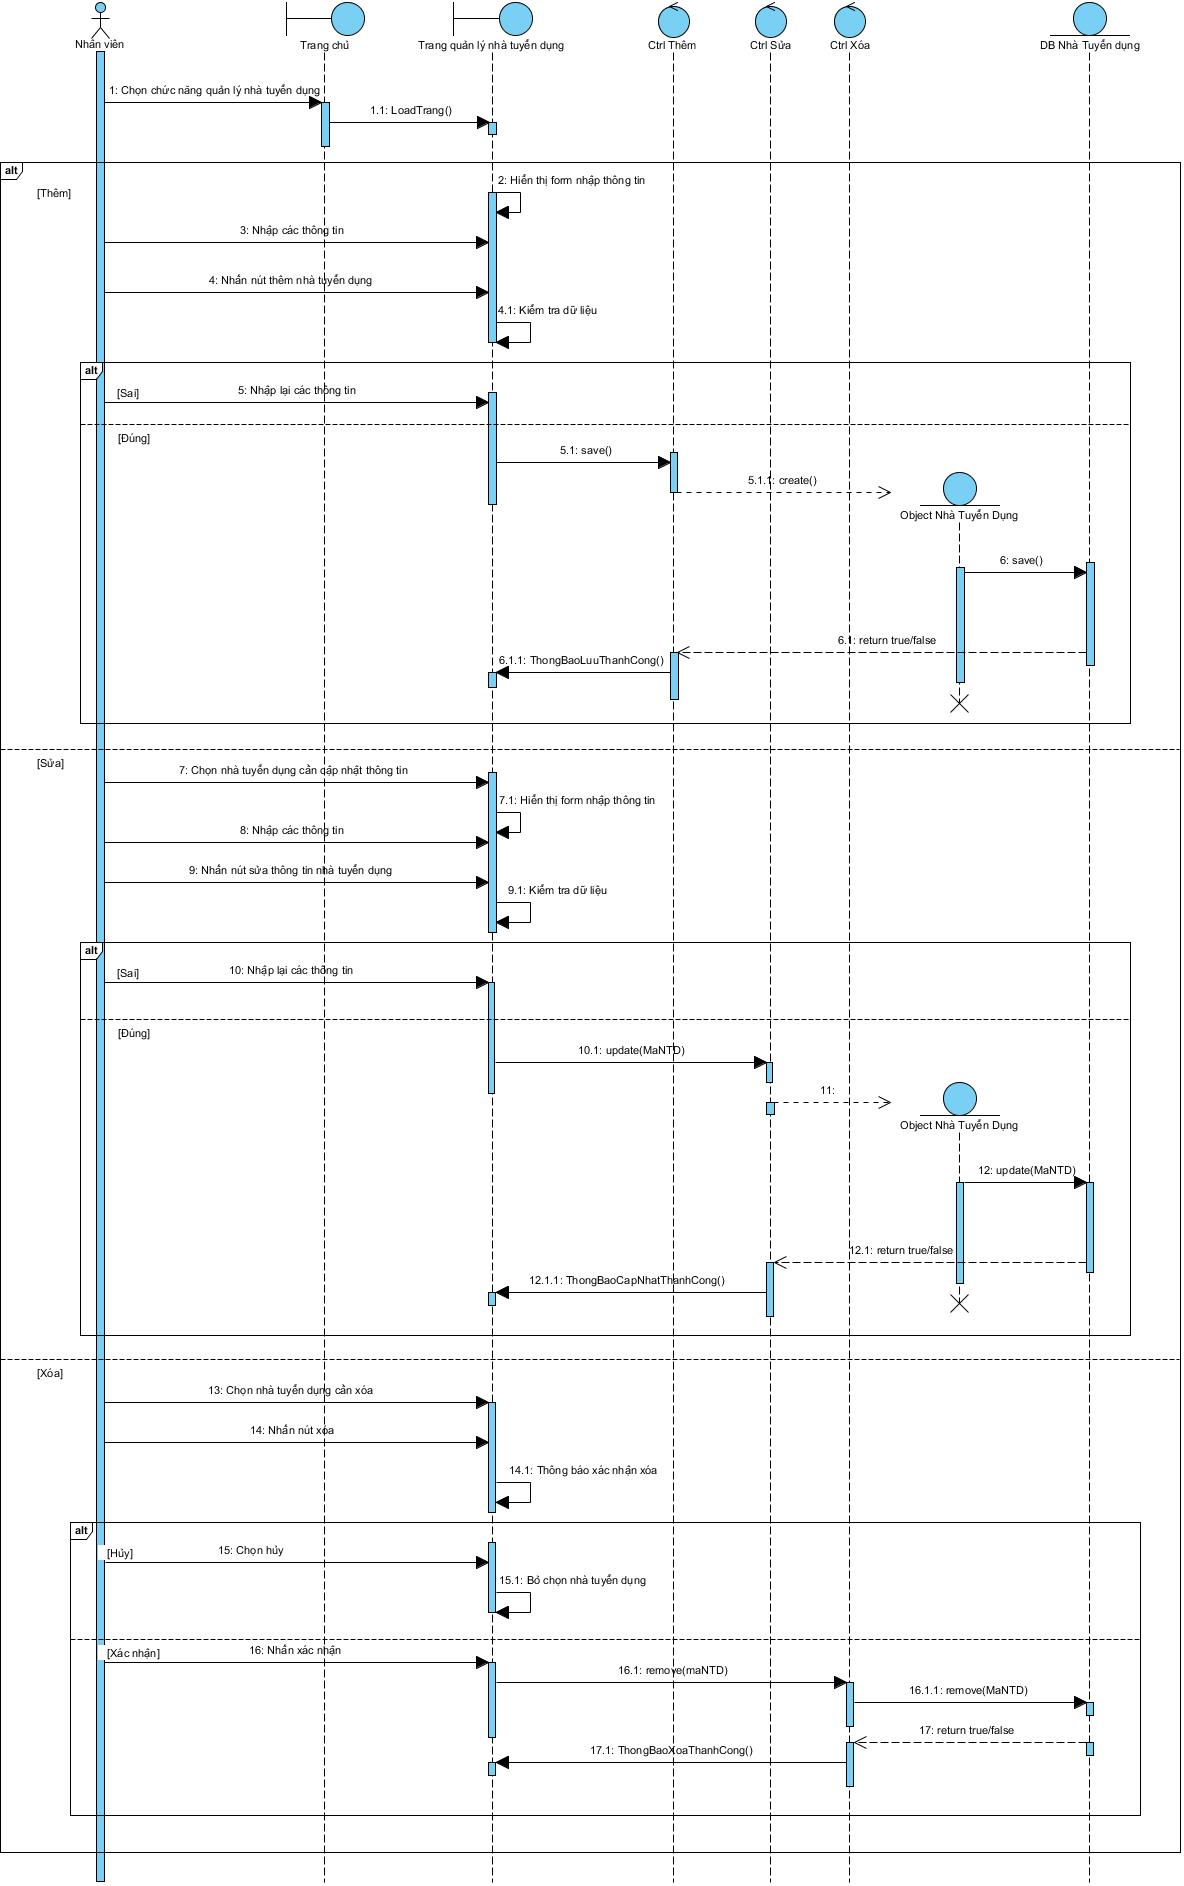 Nhân viên
Trang chủ
Trang quản lý nhà tuyển dụng
Ctrl Thêm
Ctrl Sửa
Ctrl Xóa
DB Nhà Tuyển dụng
1: Chọn chức năng quản lý nhà tuyển dụng
1.1: LoadTrang()
alt
[Thêm]
2: Hiển thị form nhập thông tin
3: Nhập các thông tin
4: Nhấn nút thêm nhà tuyển dụng
4.1: Kiểm tra dữ liệu
alt
[Sai]
5: Nhập lại các thông tin
[Đúng]
5.1: save()
5.1.1: create()
Object Nhà Tuyển Dụng
6: save()
6.1: return true/false
6.1.1: ThongBaoLuuThanhCong()
[Sửa]
7: Chọn nhà tuyển dụng cần cập nhật thông tin
7.1: Hiển thị form nhập thông tin
8: Nhập các thông tin
9: Nhấn nút sửa thông tin nhà tuyển dụng
9.1: Kiểm tra dữ liệu
alt
[Sai]
10: Nhập lại các thông tin
[Đúng]
10.1: update(MaNTD)
11:
Object Nhà Tuyển Dụng
12: update(MaNTD)
12.1: return true/false
12.1.1: ThongBaoCapNhatThanhCong()
[Xóa]
13: Chọn nhà tuyển dụng cần xóa
14: Nhấn nút xóa
14.1: Thông báo xác nhận xóa
alt
[Hủy]
15: Chọn hủy
15.1: Bỏ chọn nhà tuyển dụng
[Xác nhận]
16: Nhấn xác nhận
16.1: remove(maNTD)
16.1.1: remove(MaNTD)
17: return true/false
17.1: ThongBaoXoaThanhCong()